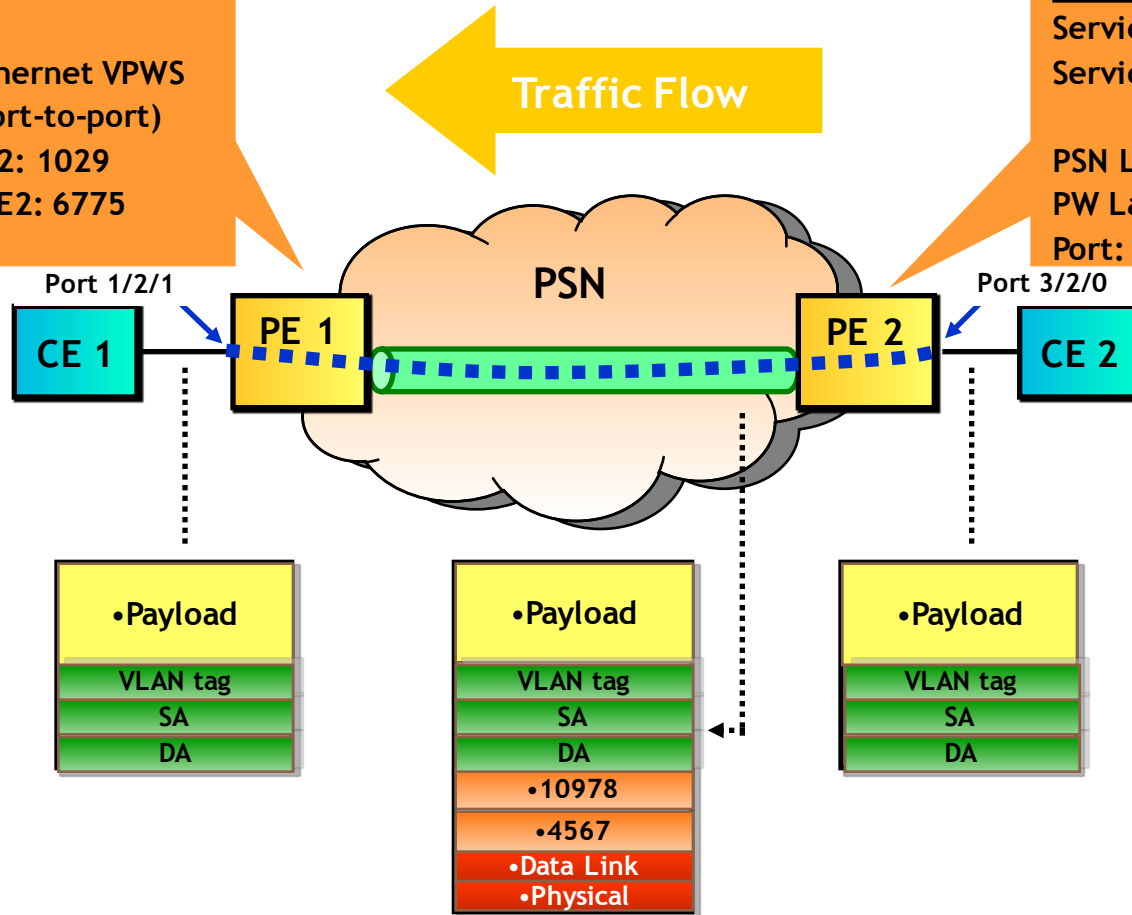 ernet VPWS
ort-to-port)
2: 1029
E2: 6775
Traffic Flow
Servic
Servic
PSN L
PW La
Port:
Port 1/2/1
PSN
Port 3/2/0
CE 1
PE 1
PE 2
CE 2
•Payload
VLAN tag
SA
DA
•Payload
VLAN tag
SA
DA
•10978
•4567
•Data Link
•Physical
•Payload
VLAN tag
SA
DA